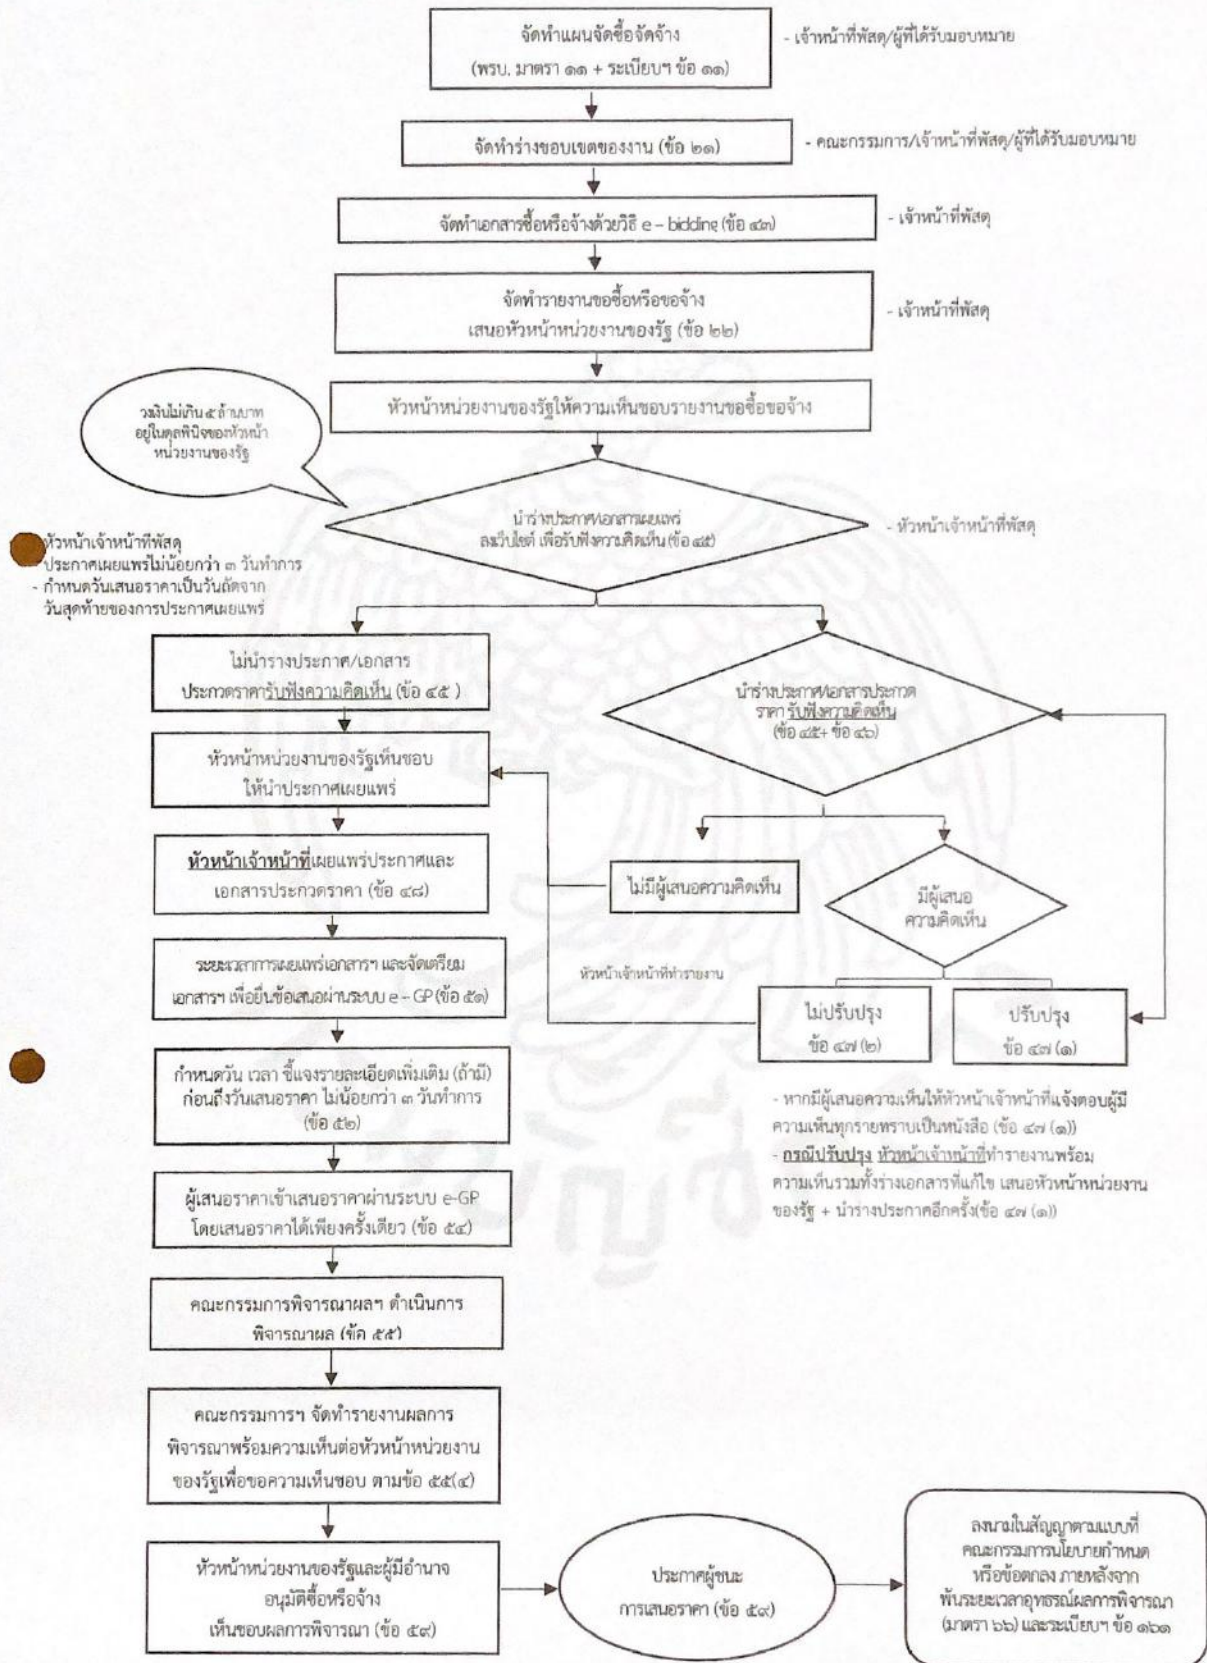 จัดทำแผนจัดซื้อจัดจ้าง
(พรบ. มาตรา ๑๑ + ระเบียบฯ ข้อ ๑๑)
- เจ้าหน้าที่พัสดุ/ผู้ที่ได้รับมอบหมาย
จัดทำร่างขอบเขตของงาน (ข้อ ๒๑)
- คณะกรรมการ/เจ้าหน้าที่พัสดุ/ผู้ที่ได้รับมอบหมาย
จัดทำเอกสารซื้อหรือจ้างด้วยวิธี e – bidding (ข้อ ๔๓)
- เจ้าหน้าที่พัสดุ
จัดทำรายงานขอซื้อหรือขอจ้าง
เสนอหัวหน้าหน่วยงานของรัฐ (ข้อ ๒๒)
- เจ้าหน้าที่พัสดุ
หัวหน้าหน่วยงานของรัฐให้ความเห็นชอบรายงานขอซื้อขอจ้าง
วงเงินไม่เกิน ๕ ล้านบาท
อยู่ในดุลพินิจของหัวหน้า
หน่วยงานของรัฐ
นำร่างประกาศ/เอกสารเผยแพร่
ลงเว็บไซต์ เพื่อรับฟังความคิดเห็น (ข้อ ๔๕)
- หัวหน้าเจ้าหน้าที่พัสดุ
หัวหน้าเจ้าหน้าที่พัสดุ
ประกาศเผยแพร่ไม่น้อยกว่า ๓ วันทำการ
- กำหนดวันเสนอราคาเป็นวันถัดจาก
วันสุดท้ายของการประกาศเผยแพร่
ไม่นำรางประกาศ/เอกสาร
ประกวดราคารับฟังความคิดเห็น (ข้อ ๔๕ )
นำร่างประกาศ/เอกสารประกวด
ราคา รับฟังความคิดเห็น
(ข้อ ๔๕+ ข้อ ๔๖)
หัวหน้าหน่วยงานของรัฐเห็นชอบ
ให้นำประกาศเผยแพร่
หัวหน้าเจ้าหน้าที่เผยแพร่ประกาศและ
เอกสารประกวดราคา (ข้อ ๔๘)
ไม่มีผู้เสนอความคิดเห็น
มีผู้เสนอ
ความคิดเห็น
ระยะเวลาการเผยแพร่เอกสารฯ และจัดเตรียม
เอกสารฯ เพื่อยื่นข้อเสนอผ่านระบบ e – GP (ข้อ ๕๑)
หัวหน้าเจ้าหน้าที่ทำรายงาน
ไม่ปรับปรุง
ข้อ ๔๗ (๒)
ปรับปรุง
ข้อ ๔๗ (๑)
กำหนดวัน เวลา ชี้แจงรายละเอียดเพิ่มเติม (ถ้ามี)
ก่อนถึงวันเสนอราคา ไม่น้อยกว่า ๓ วันทำการ
(ข้อ ๕๒)
- หากมีผู้เสนอความเห็นให้หัวหน้าเจ้าหน้าที่แจ้งตอบผู้มี
ความเห็นทุกรายทราบเป็นหนังสือ (ข้อ ๔๗ (๑))
- กรณีปรับปรุง หัวหน้าเจ้าหน้าที่ทำรายงานพร้อม
ความเห็นรวมทั้งร่างเอกสารที่แก้ไข เสนอหัวหน้าหน่วยงาน
ของรัฐ + นำร่างประกาศอีกครั้ง(ข้อ ๔๗ (๑))
ผู้เสนอราคาเข้าเสนอราคาผ่านระบบ e-GP
โดยเสนอราคาได้เพียงครั้งเดียว (ข้อ ๕๔)
คณะกรรมการพิจารณาผลฯ ดำเนินการ
พิจารณาผล (ข้อ ๕๕)
คณะกรรมการฯ จัดทำรายงานผลการ
พิจารณาพร้อมความเห็นต่อหัวหน้าหน่วยงาน
ของรัฐเพื่อขอความเห็นชอบ ตามข้อ ๕๕(๔)
หัวหน้าหน่วยงานของรัฐและผู้มีอำนาจ
อนุมัติซื้อหรือจ้าง
เห็นชอบผลการพิจารณา (ข้อ ๕๙)
ประกาศผู้ชนะ
การเสนอราคา (ข้อ ๕๙)
ลงนามในสัญญาตามแบบที่
คณะกรรมการนโยบายกำหนด
หรือข้อตกลง ภายหลังจาก
พ้นระยะเวลาอุทธรณ์ผลการพิจารณา
(มาตรา ๖๖) และระเบียบฯ ข้อ ๑๖๑